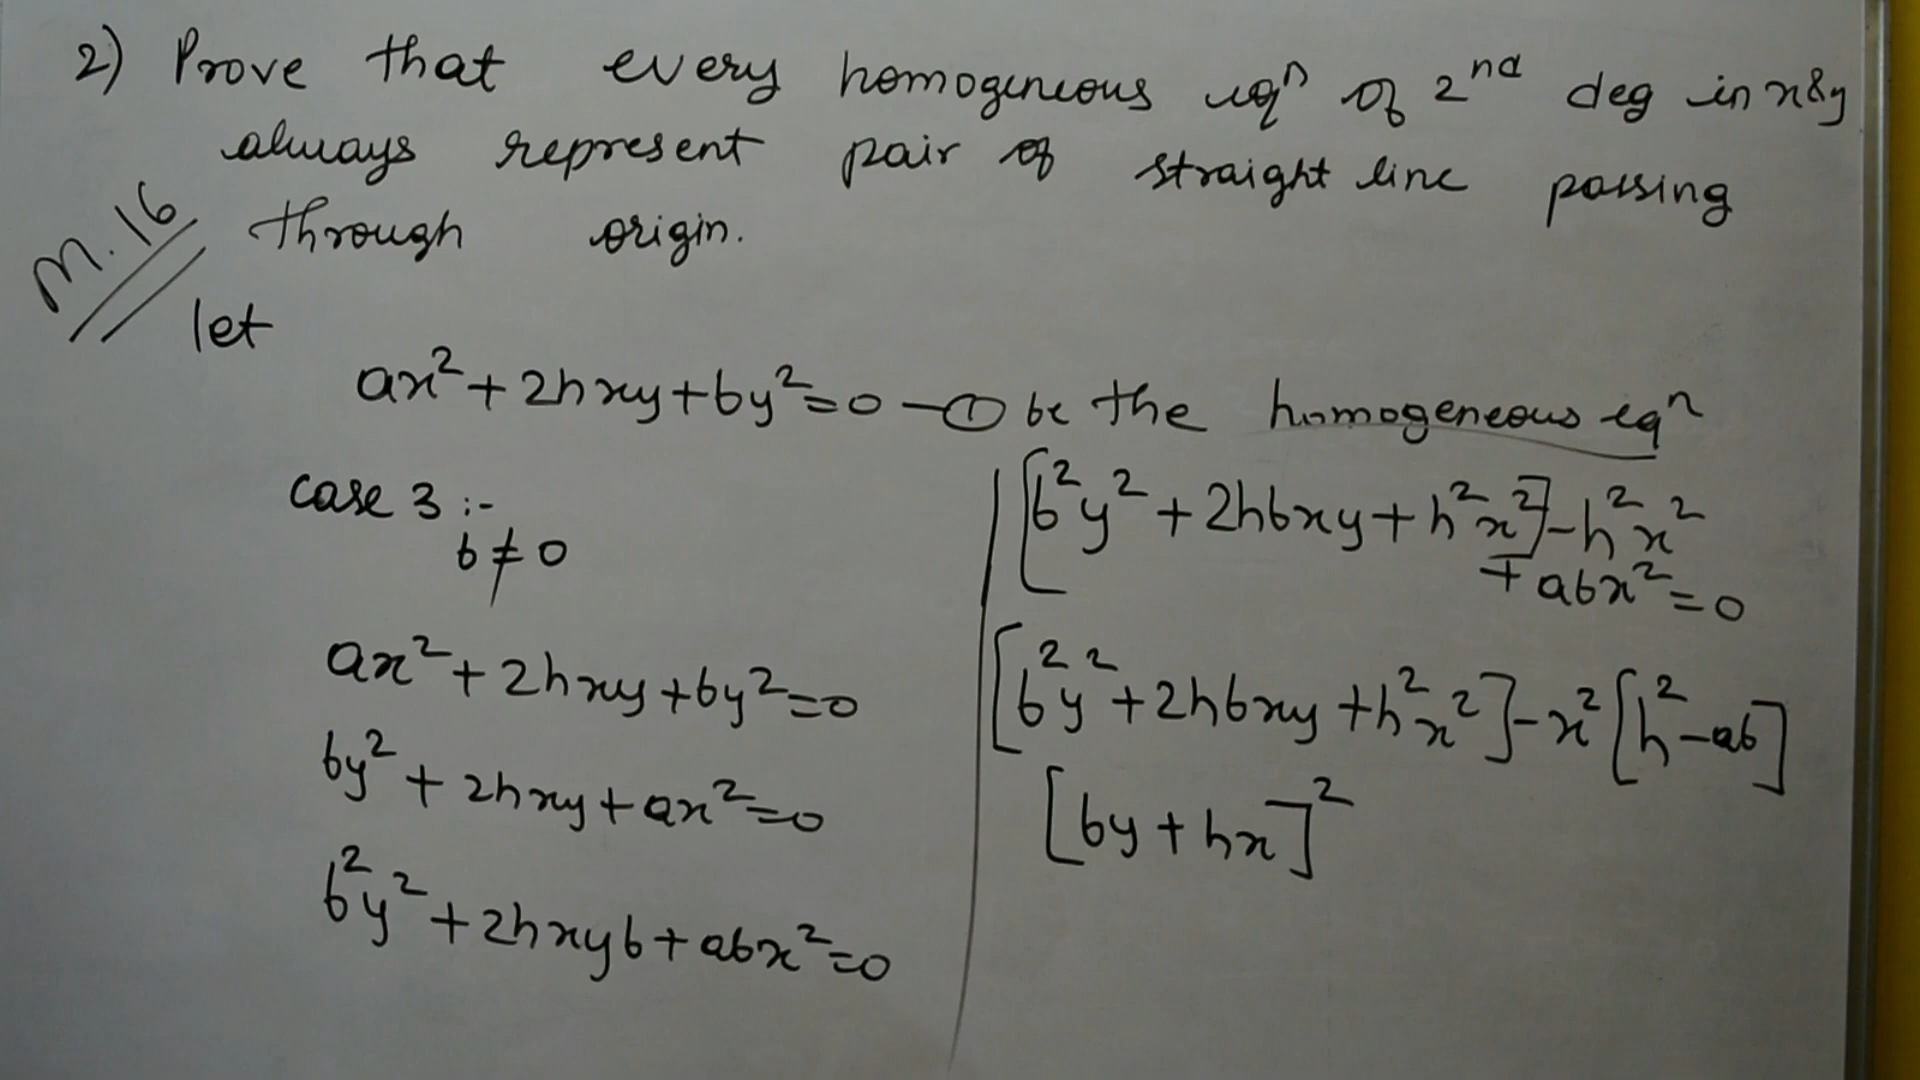 2) Prove that every homogeneous eqⁿ of 2nd deg in x&y
always represent pair of straight line passing
through origin.
M.16
let
ax²+2hxy+by²=0 — ① be the homogeneous eqⁿ
case 3 :-
b≠0
ax²+2hxy+by²=0
by²+2hxy+ax²=0
b²y²+2hxyb+abx²=0
[b²y²+2hbxy+h²x²]-h²x²
+abx²=0
[b²y²+2hbxy+h²x²]-x²[h²-ab]
[by+hx]²